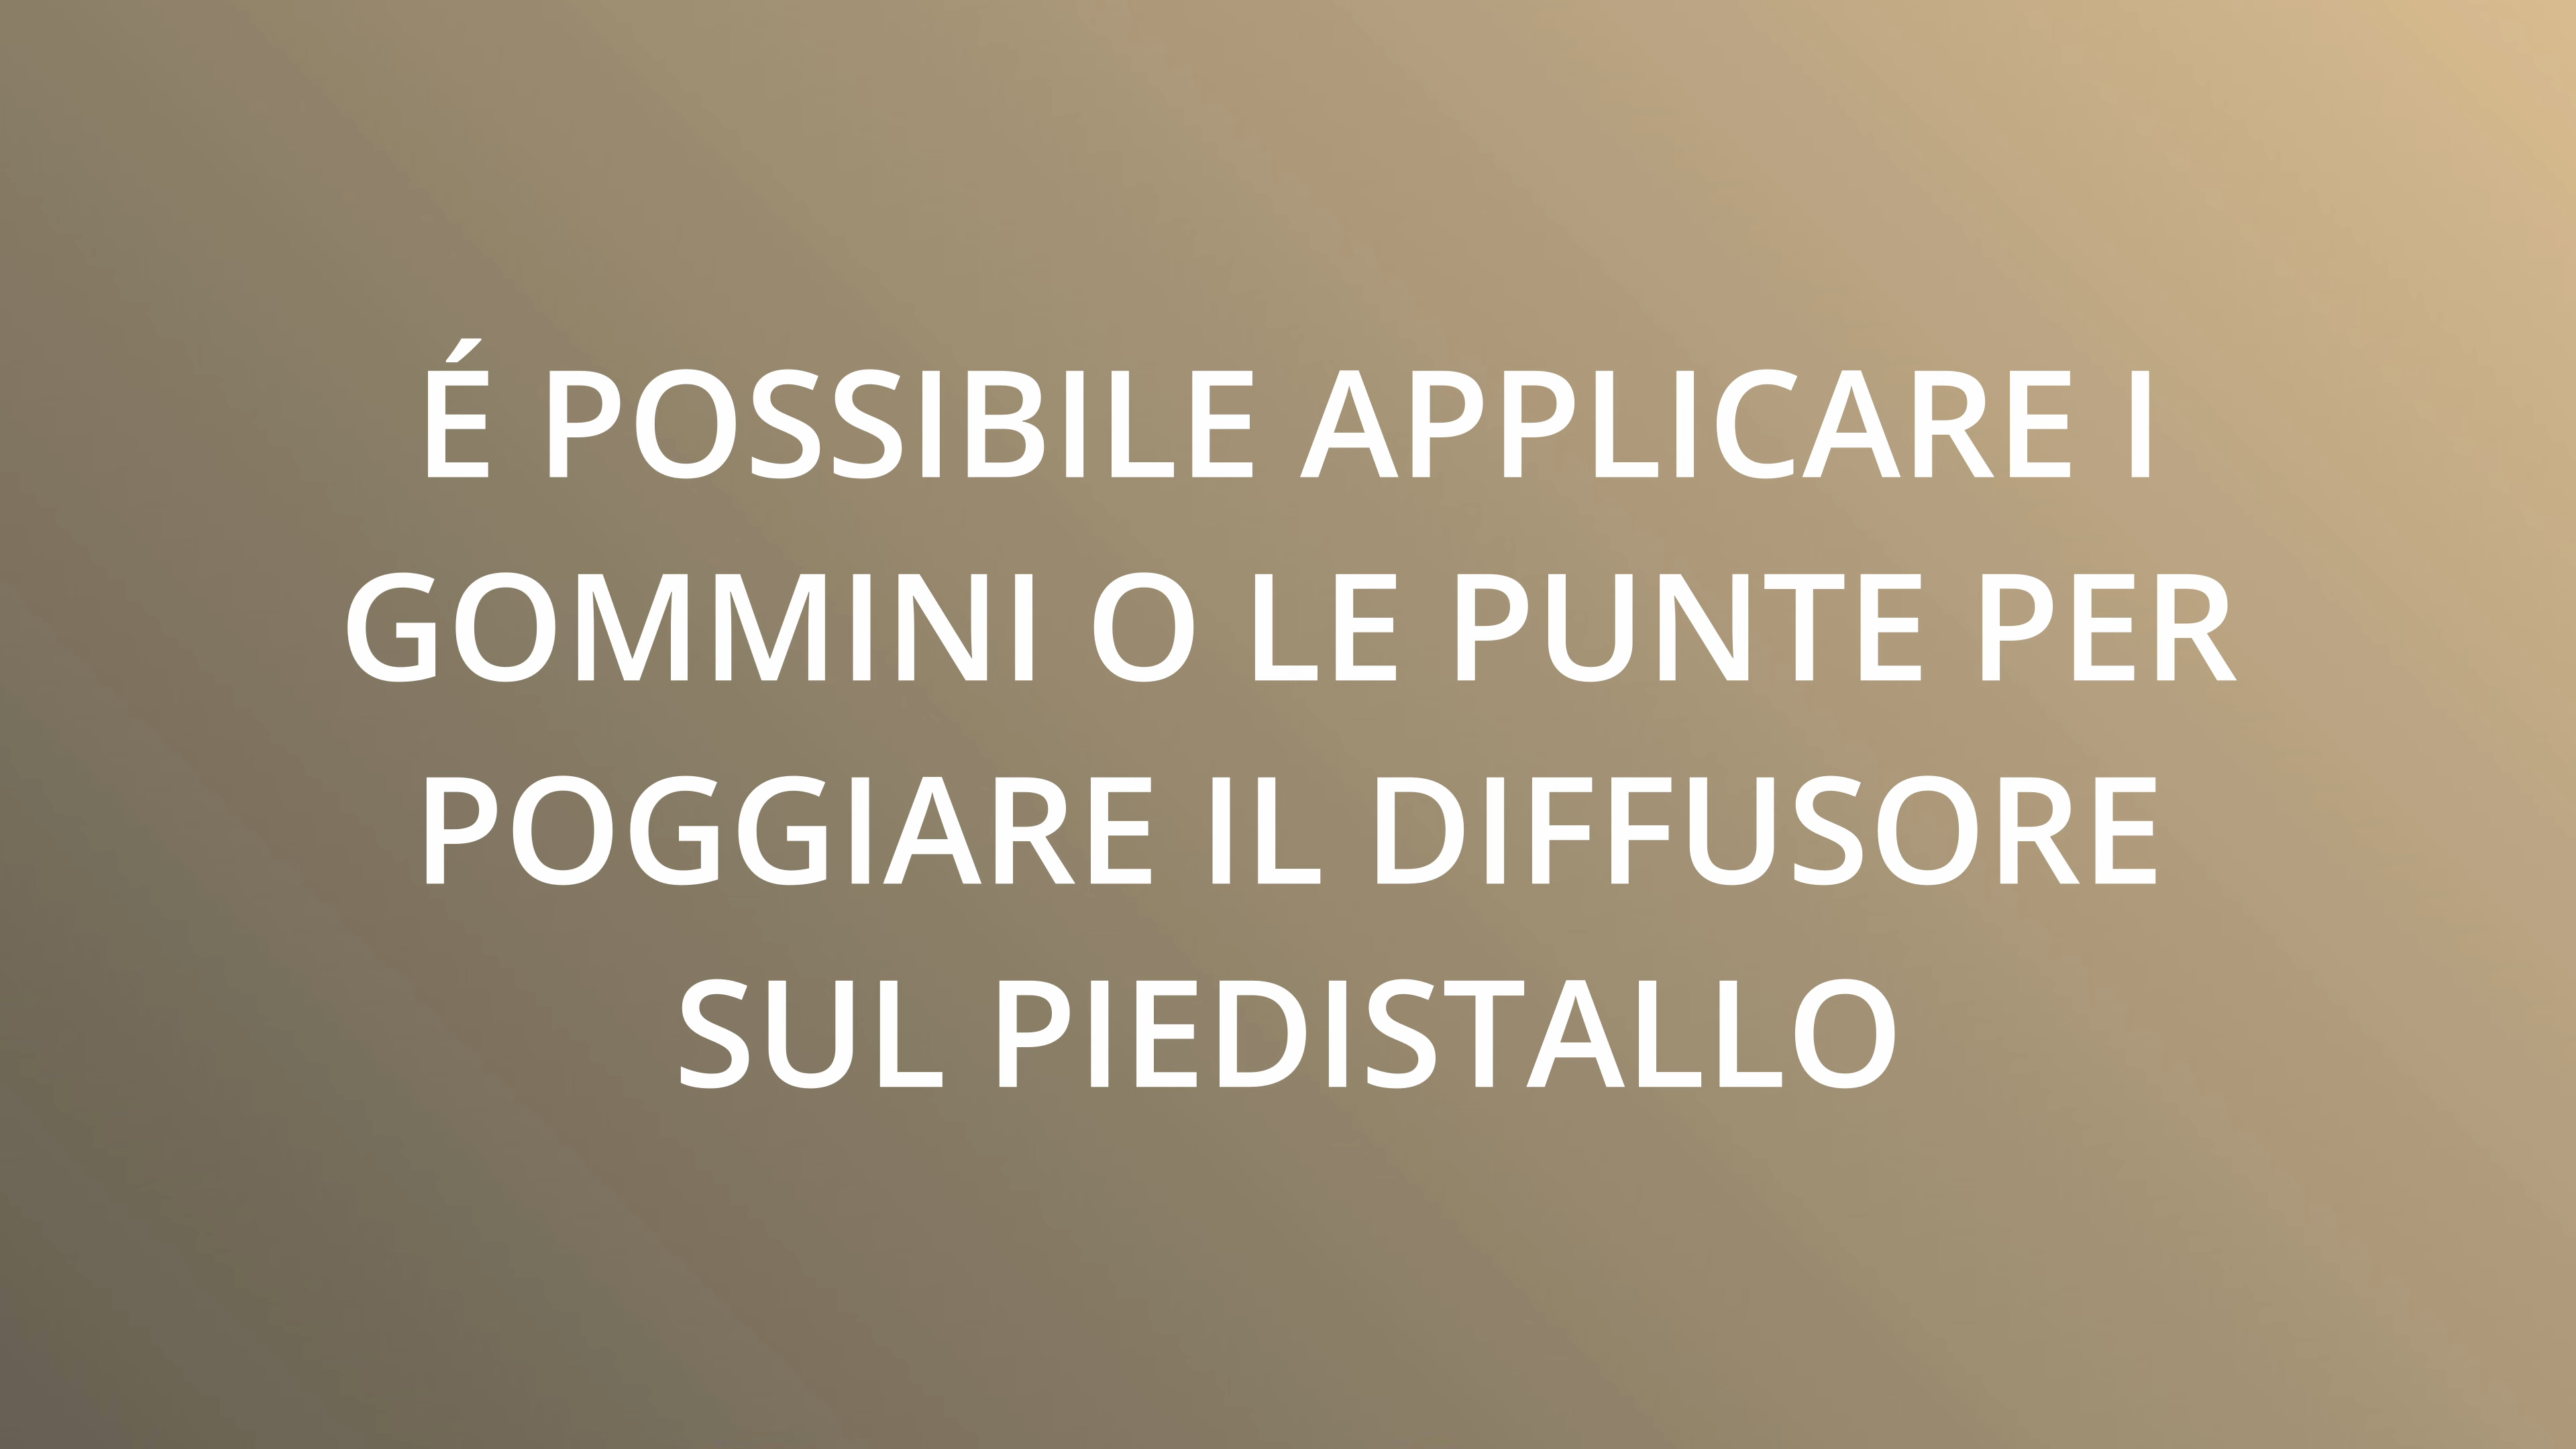 É POSSIBILE APPLICARE I
GOMMINI O LE PUNTE PER
POGGIARE IL DIFFUSORE
SUL PIEDISTALLO